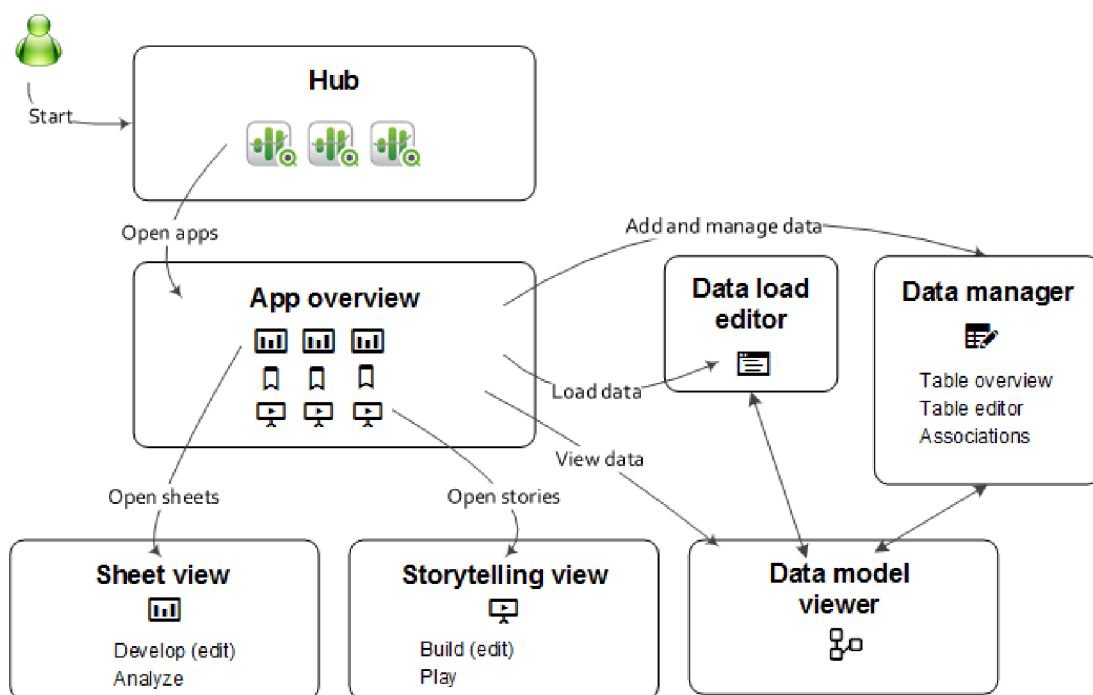 Hub
Start
Open apps
Add and manage data
App overview
Data load
editor
Data manager
Table overview
Table editor
Associations
Load data
View data
Open sheets
Open stories
Sheet view
Develop (edit)
Analyze
Storytelling view
Build (edit)
Play
Data model
viewer